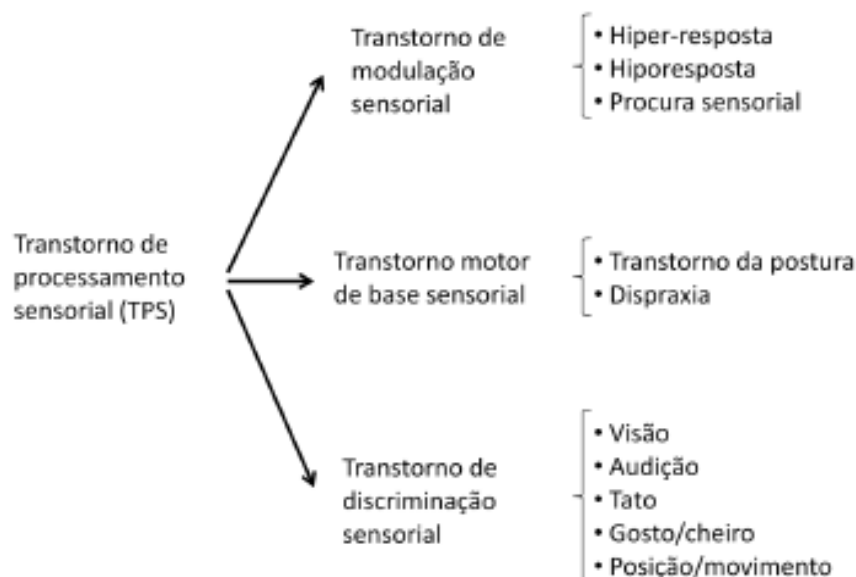 Transtorno de
processamento
sensorial (TPS)
Transtorno de
modulação
sensorial
• Hiper-resposta
• Hiporesposta
• Procura sensorial
Transtorno motor
de base sensorial
• Transtorno da postura
• Dispraxia
Transtorno de
discriminação
sensorial
• Visão
• Audição
• Tato
• Gosto/cheiro
• Posição/movimento